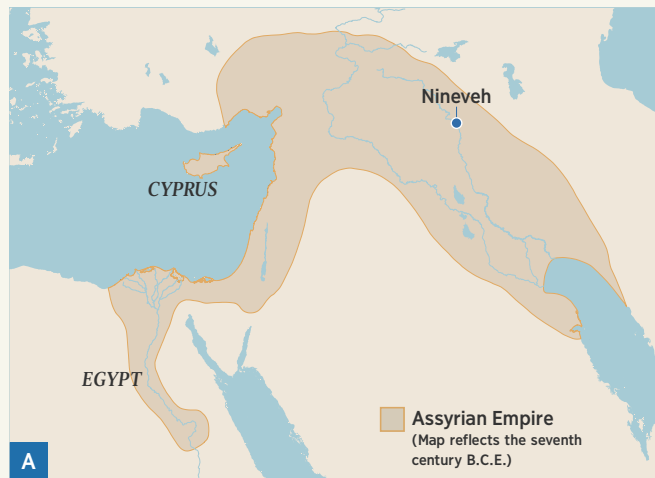 Nineveh
CYPRUS
EGYPT
Assyrian Empire
(Map reflects the seventh
century B.C.E.)
A